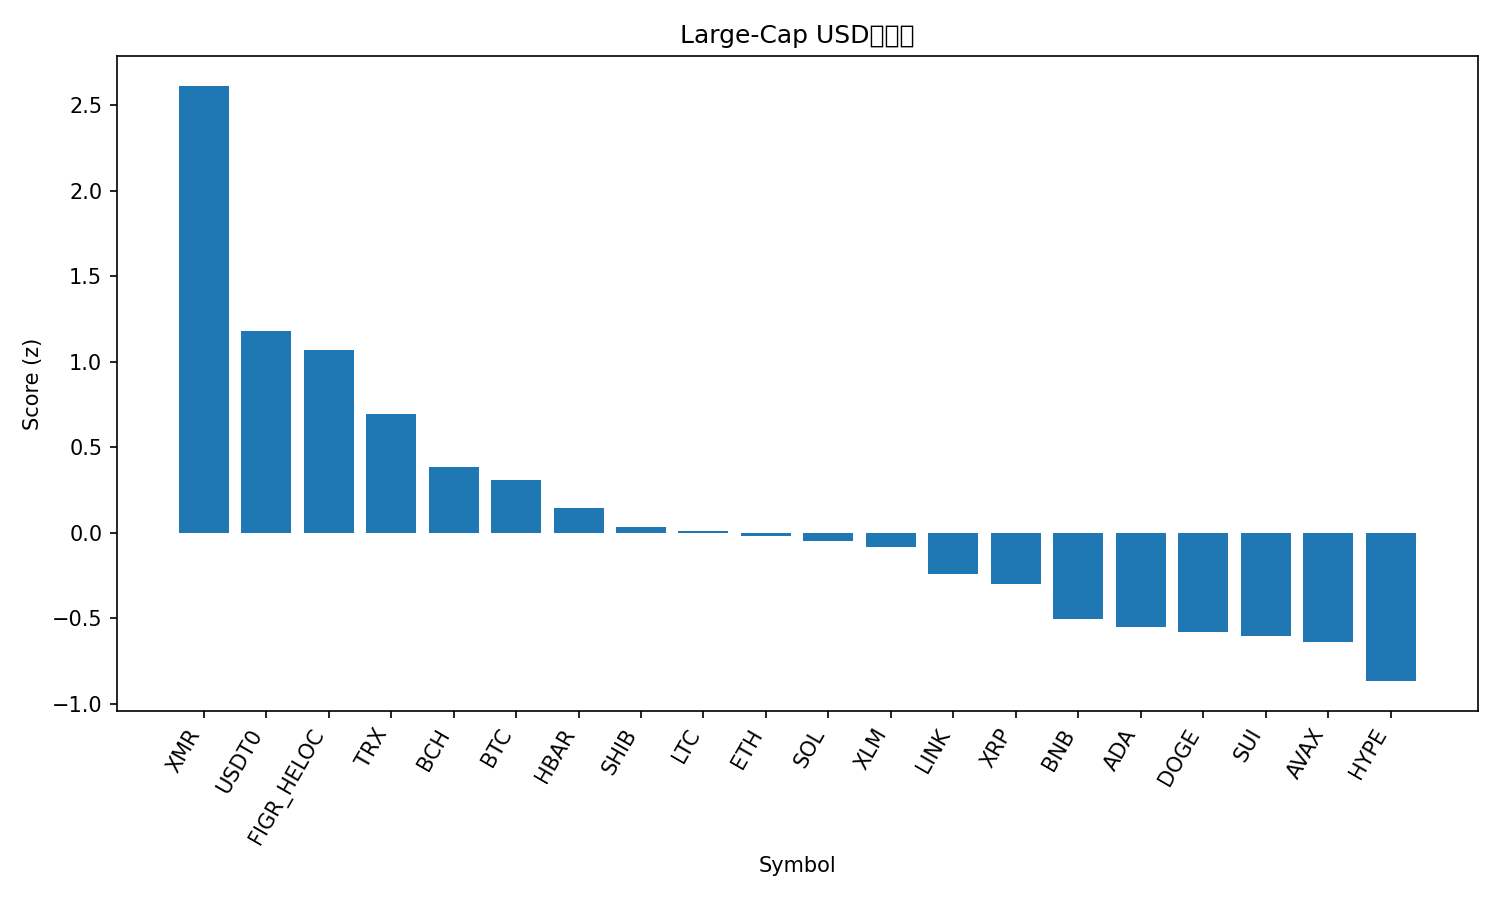 Large-Cap USD
Score (z)
2.5
2.0
1.5
1.0
0.5
0.0
−0.5
−1.0
XMR
USDT0
FIGR_HELOC
TRX
BCH
BTC
HBAR
SHIB
LTC
ETH
SOL
XLM
LINK
XRP
BNB
ADA
DOGE
SUI
AVAX
HYPE
Symbol